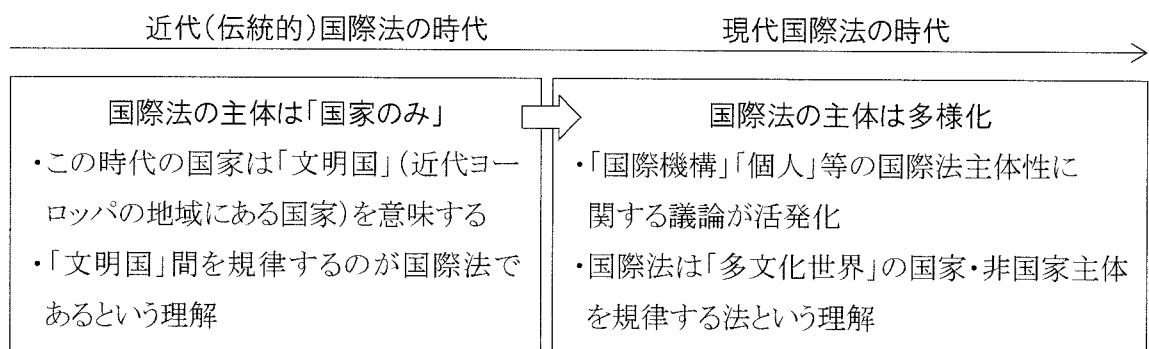 近代(伝統的)国際法の時代
現代国際法の時代
国際法の主体は「国家のみ」
・この時代の国家は「文明国」(近代ヨー
ロッパの地域にある国家)を意味する
・「文明国」間を規律するのが国際法で
あるという理解
国際法の主体は多様化
・「国際機構」「個人」等の国際法主体性に
関する議論が活発化
・国際法は「多文化世界」の国家・非国家主体
を規律する法という理解